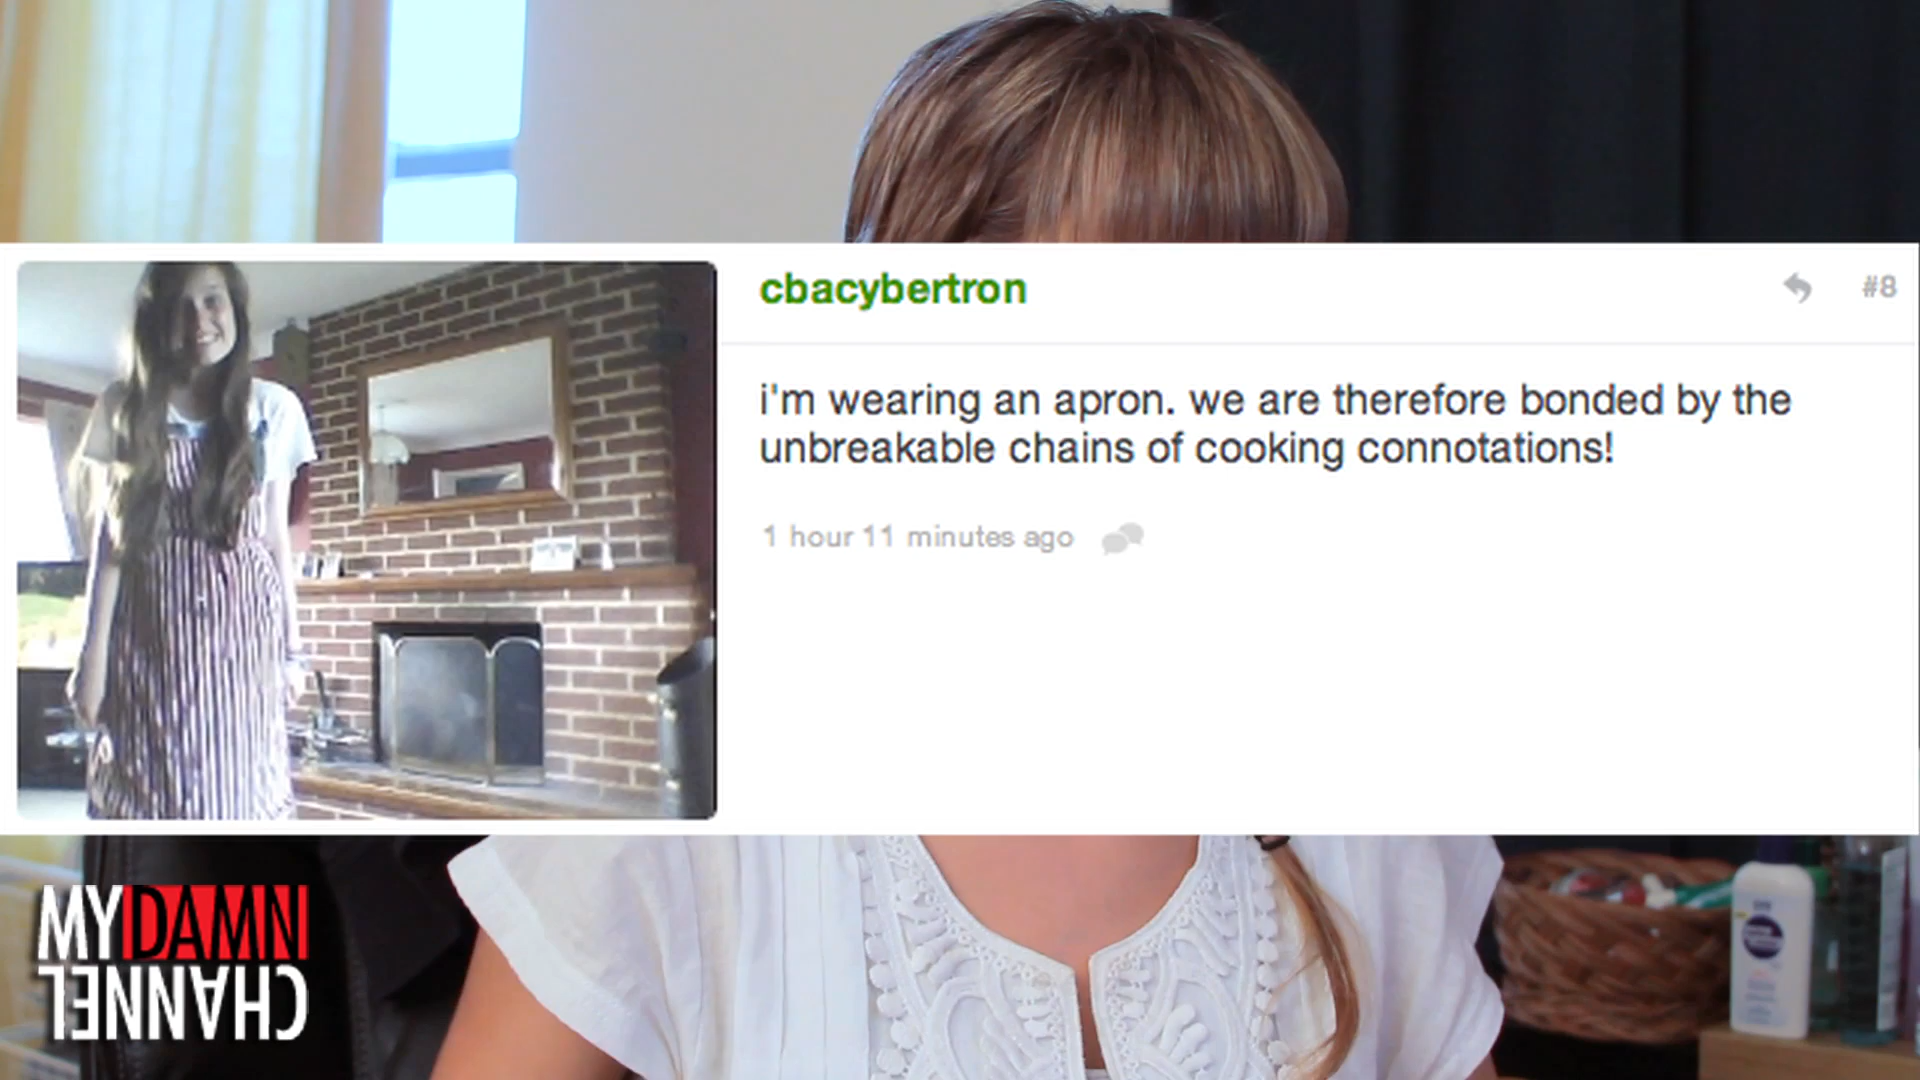 cbacybertron
#8
i'm wearing an apron. we are therefore bonded by the
unbreakable chains of cooking connotations!
1 hour 11 minutes ago
MYDAMN
CHANNEL